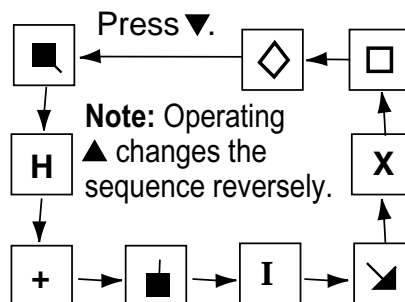 Press ▼.
Note: Operating
▲ changes the
sequence reversely.
H
X
+
I